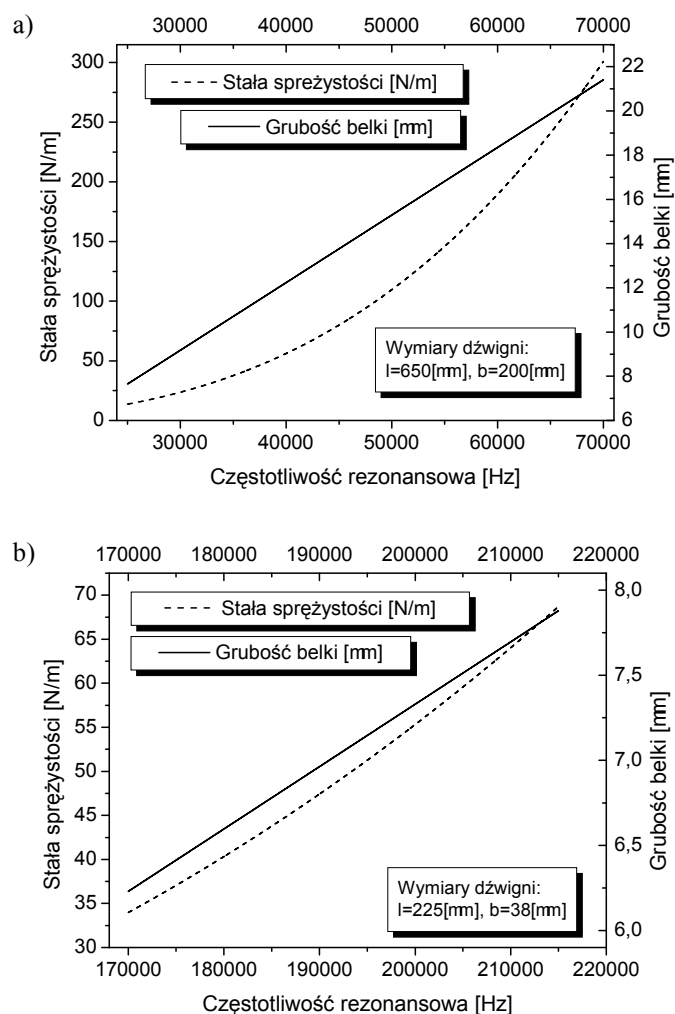 a)
30000 40000 50000 60000 70000
Stała spreżystości [N/m]
Grubość belki [mm]
300
250
200
150
100
50
0
Stała sprężystości [N/m]
22
20
18
16
14
12
10
8
6
Grubość belki [mm]
Wymiary dźwigni:
l=650[mm], b=200[mm]
30000 40000 50000 60000 70000
Częstotliwość rezonansowa [Hz]
b)
170000 180000 190000 200000 210000 220000
Stała sprężystości [N/m]
Grubość belki [mm]
70
65
60
55
50
45
40
35
30
Stała sprężystości [N/m]
8,0
7,5
7,0
6,5
6,0
Grubość belki [mm]
Wymiary dźwigni:
l=225[mm], b=38[mm]
170000 180000 190000 200000 210000 220000
Częstotliwość rezonansowa [Hz]